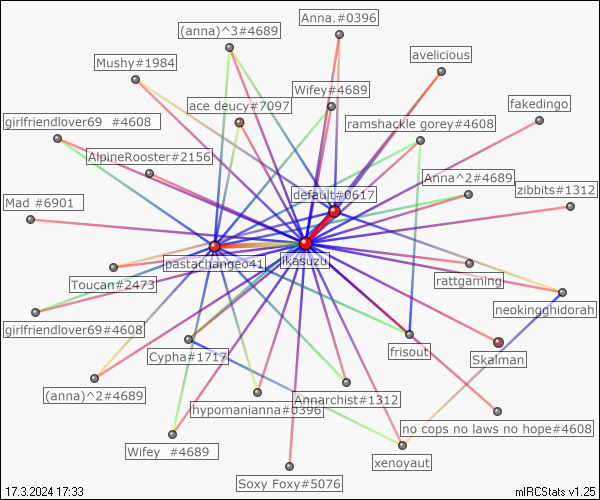 Anna.#0396
(anna)^3#4689
avelicious
Mushy#1984
Wifey#4689
ace deucy#7097
fakedingo
girlfriendlover69 #4608
ramshackle gorey#4608
AlpineRooster#2156
Anna^2#4689
zibbits#1312
default#0617
Mad #6901
pastachangeo41
ikasuzu
Toucan#2473
rattgaming
neokingghidorah
girlfriendlover69#4608
Cypha#1717
frisout
Skalman
(anna)^2#4689
hypomanianna#0396
Annarchist#1312
no cops no laws no hope#4608
Wifey #4689
xenoyaut
Soxy Foxy#5076
17.3.2024 17:33
mIRCStats v1.25